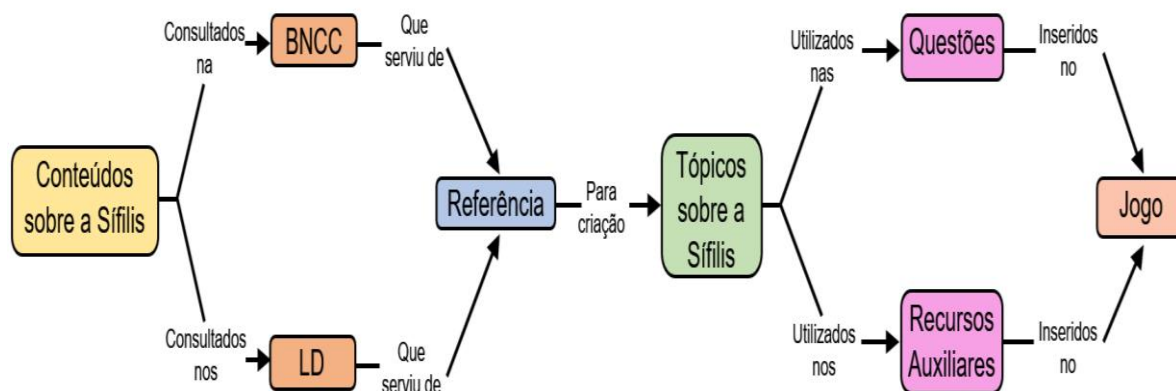 Conteúdos
sobre a Sífilis
Consultados
na
BNCC
Que
serviu de
Consultados
nos
LD
Que
serviu de
Referência
Para
criação
Tópicos
sobre a
Sífilis
Utilizados
nas
Questões
Inseridos
no
Utilizados
nos
Recursos
Auxiliares
Inseridos
no
Jogo